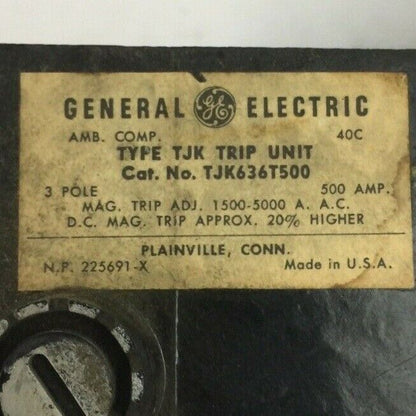 GENERAL GE ELECTRIC
AMB. COMP. 40C
TYPE TJK TRIP UNIT
Cat. No. TJK636T500
3 POLE 500 AMP.
MAG. TRIP ADJ. 1500-5000 A. A.C.
D.C. MAG. TRIP APPROX. 20% HIGHER
PLAINVILLE, CONN.
N.P. 225691-X Made in U.S.A.